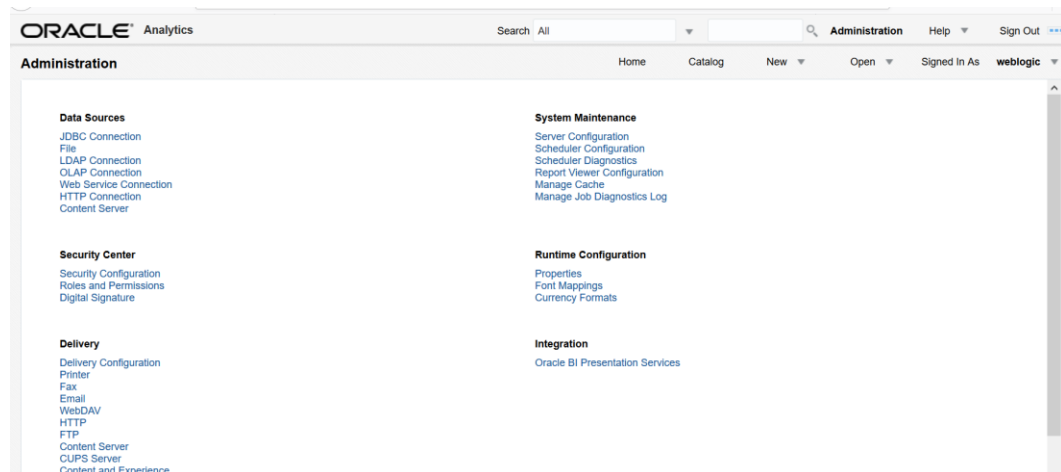 ORACLE Analytics Search All Administration Help Sign Out
Administration Home Catalog New Open Signed In As weblogic
Data Sources
JDBC Connection
File
LDAP Connection
OLAP Connection
Web Service Connection
HTTP Connection
Content Server
System Maintenance
Server Configuration
Scheduler Configuration
Scheduler Diagnostics
Report Viewer Configuration
Manage Cache
Manage Job Diagnostics Log
Security Center
Security Configuration
Roles and Permissions
Digital Signature
Runtime Configuration
Properties
Font Mappings
Currency Formats
Delivery
Delivery Configuration
Printer
Fax
Email
WebDAV
HTTP
FTP
Content Server
CUPS Server
Content and Experience
Integration
Oracle BI Presentation Services